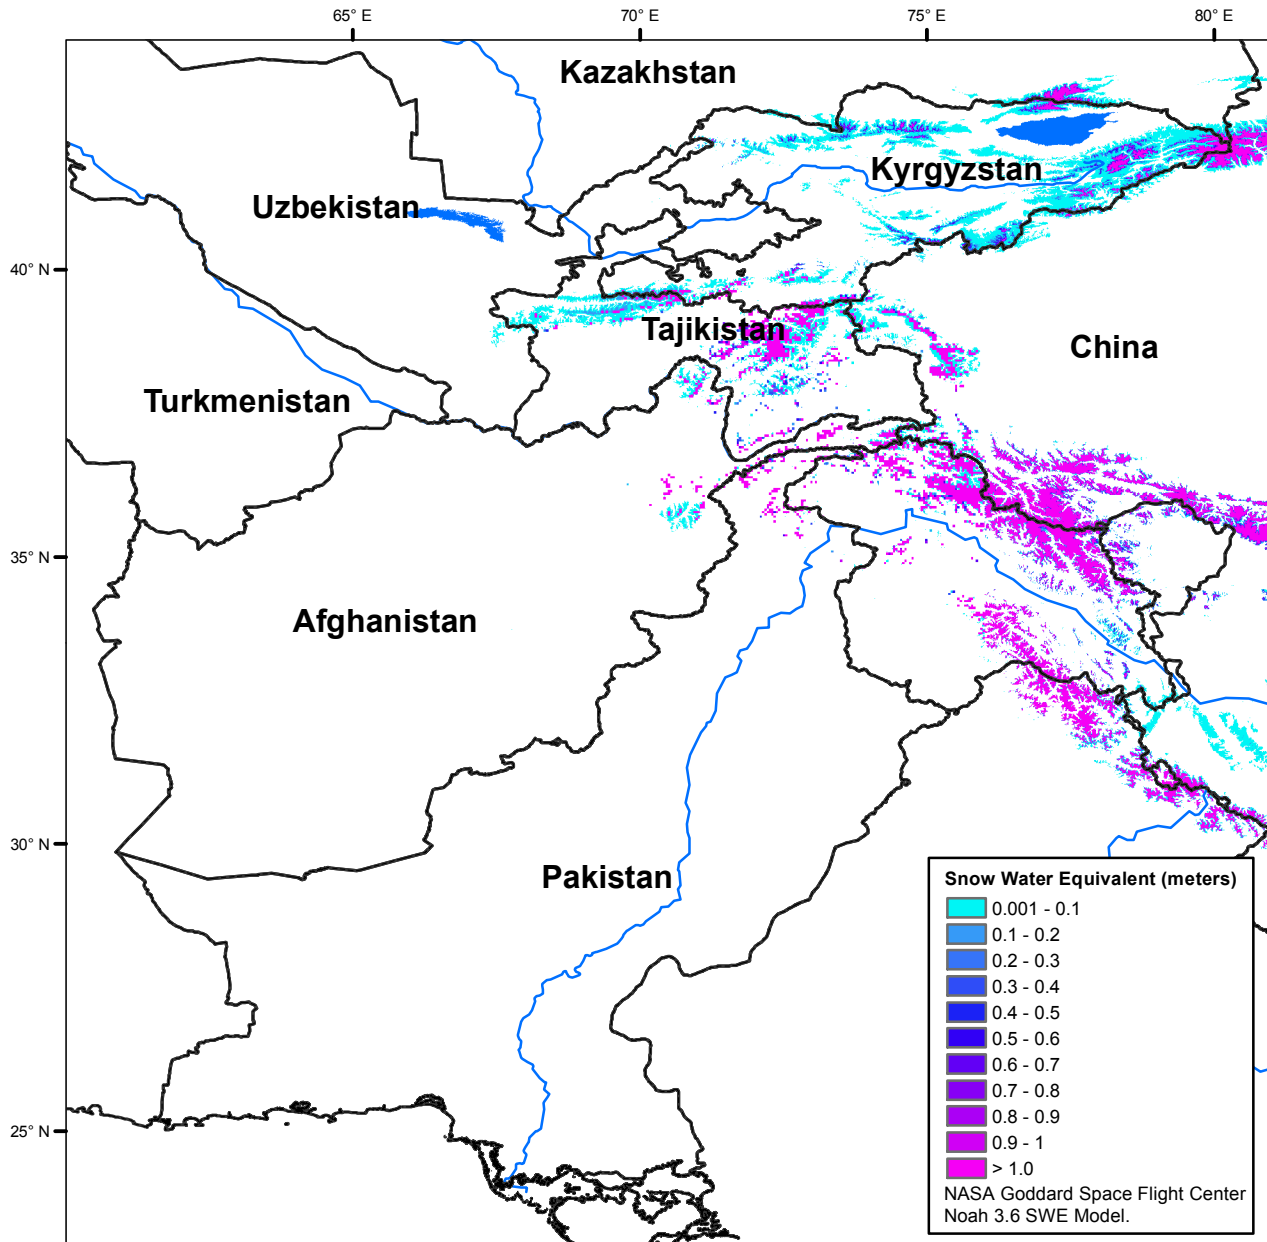 65° E
70° E
75° E
80° E
Kazakhstan
Kyrgyzstan
Uzbekistan
40° N
Tajikistan
China
Turkmenistan
35° N
Afghanistan
30° N
Pakistan
25° N
Snow Water Equivalent (meters)
0.001 - 0.1
0.1 - 0.2
0.2 - 0.3
0.3 - 0.4
0.4 - 0.5
0.5 - 0.6
0.6 - 0.7
0.7 - 0.8
0.8 - 0.9
0.9 - 1
> 1.0
NASA Goddard Space Flight Center
Noah 3.6 SWE Model.